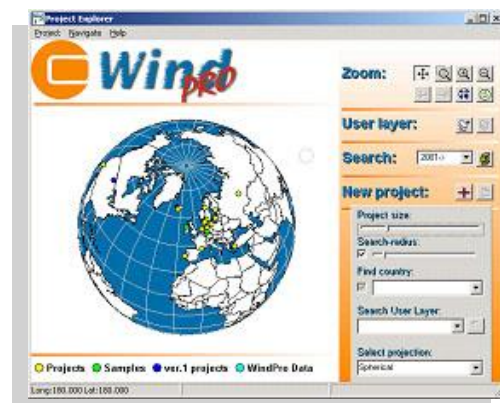 Project Explorer
Project Navigate Help
Wind
PRO
Zoom:
User layer:
Search: 2001->
New project:
Project size:
Search-radius:
Find country:
Search User Layer:
Select projection:
Spherical
Projects Samples ver.1 projects WindPro Data
Long:180.000 Lat:180.000